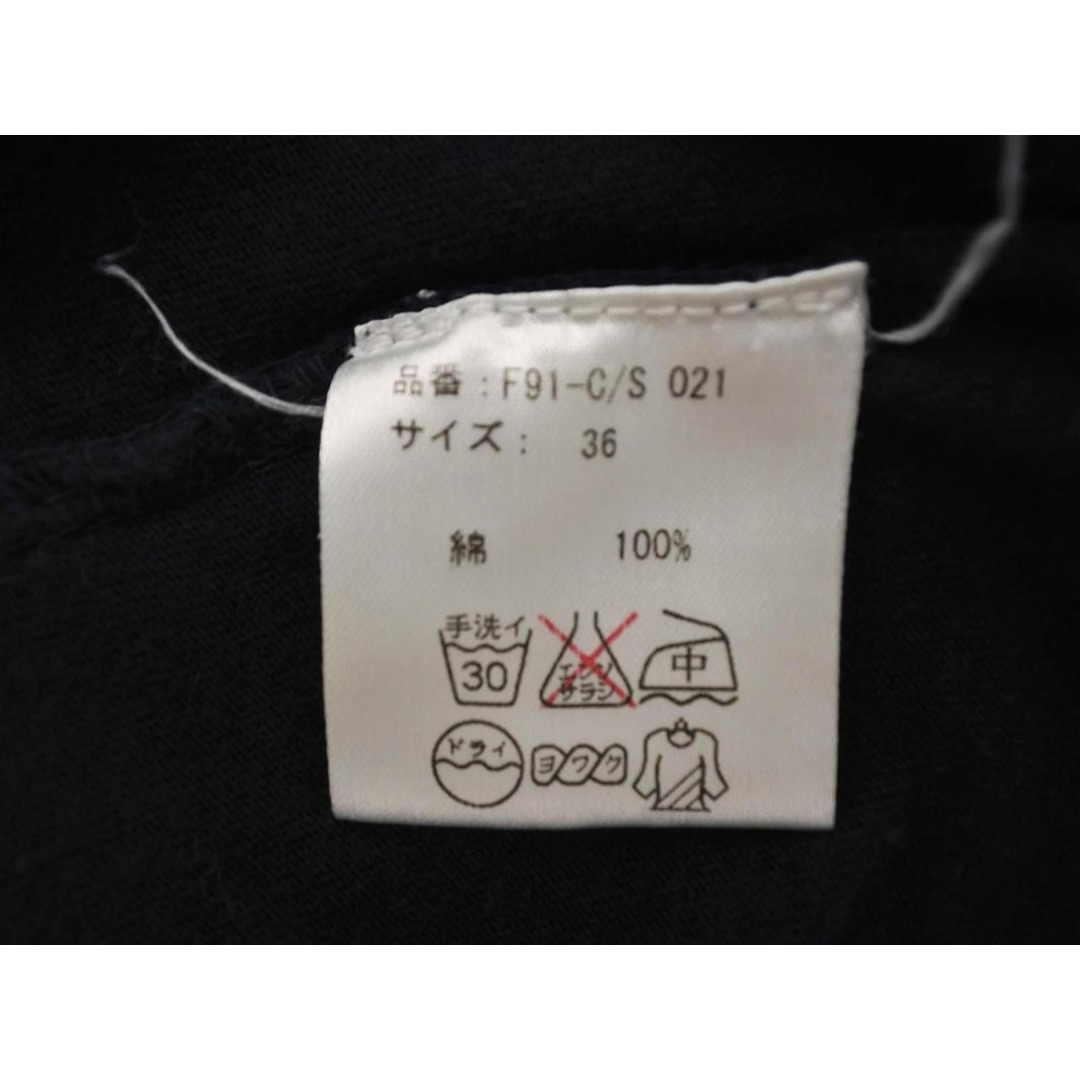 品番:F91-C/S 021
サイズ: 36
綿 100%
手洗イ
30
エンソ
サラシ
中
ドライ
ヨワク